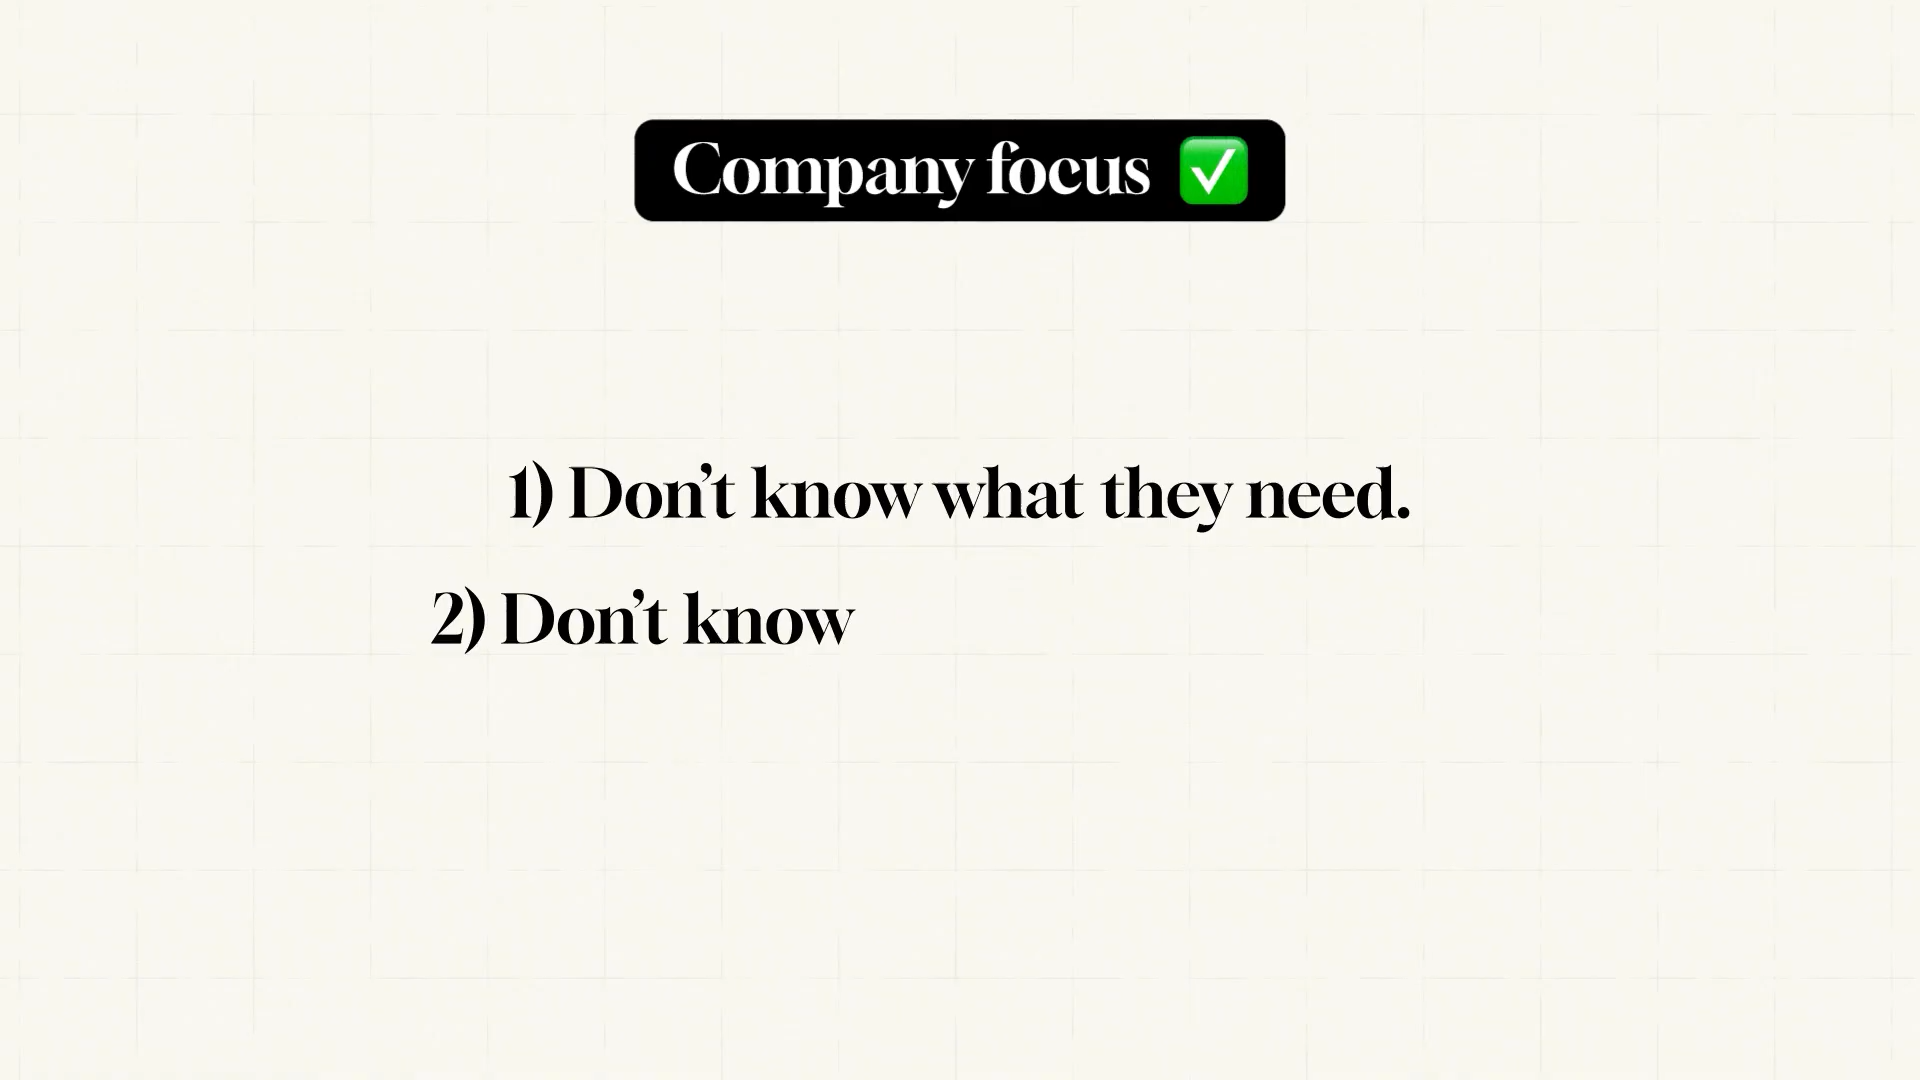 Company focus ✅
1) Don’t know what they need.
2) Don’t know